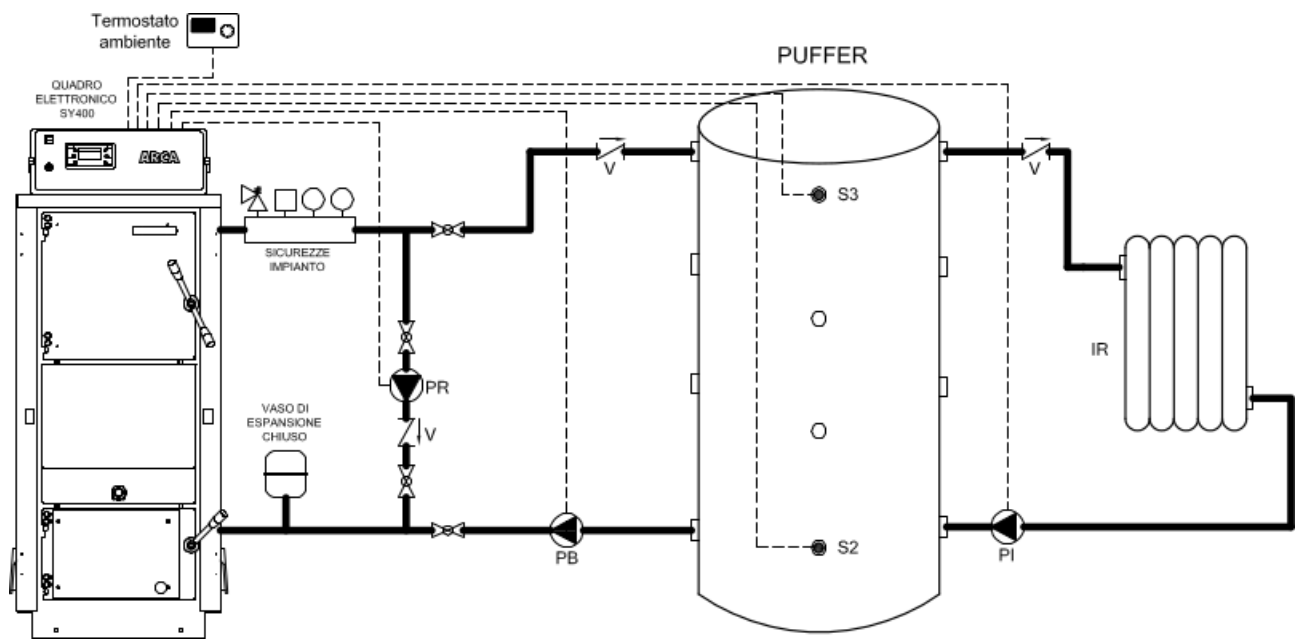 Termostato
ambiente
PUFFER
QUADRO
ELETTRONICO
SY400
ARCA
V
V
S3
SICUREZZE
IMPIANTO
IR
PR
VASO DI
ESPANSIONE
CHIUSO
V
S2
PB
PI